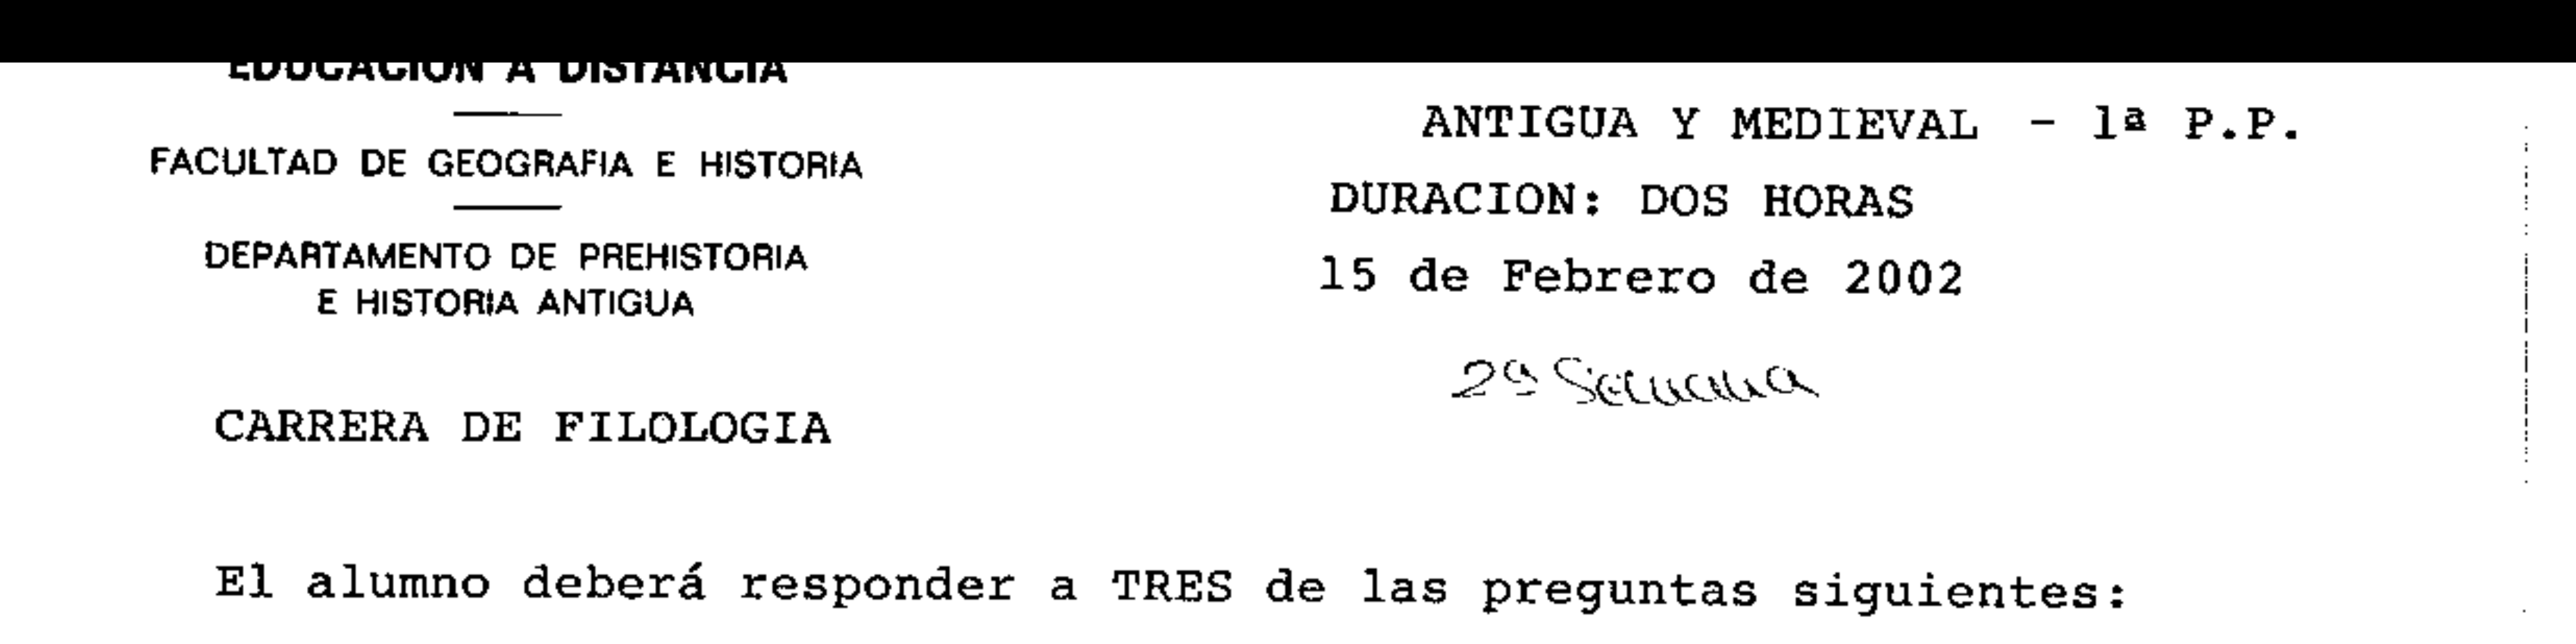 EDUCACION A DISTANCIA
FACULTAD DE GEOGRAFIA E HISTORIA
DEPARTAMENTO DE PREHISTORIA
E HISTORIA ANTIGUA
CARRERA DE FILOLOGIA
ANTIGUA Y MEDIEVAL - 1ª P.P.
DURACION: DOS HORAS
15 de Febrero de 2002
2ª Semana
El alumno deberá responder a TRES de las preguntas siguientes: